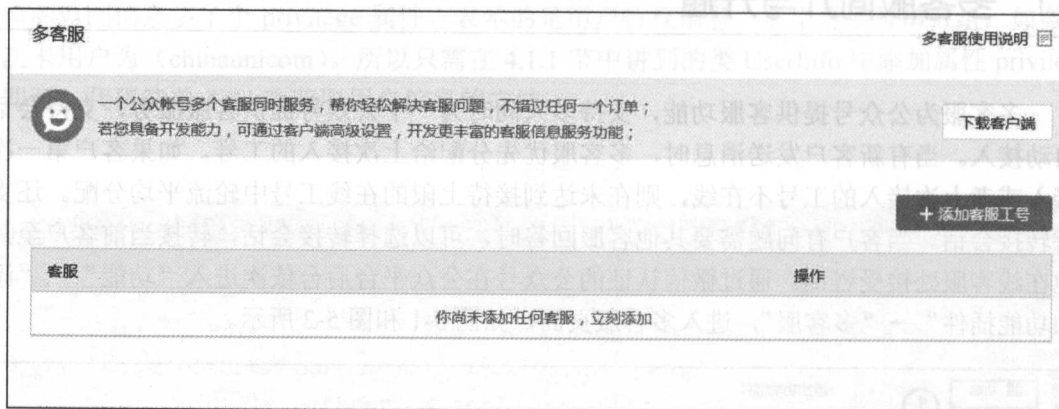 多客服
多客服使用说明
一个公众帐号多个客服同时服务，帮你轻松解决客服问题，不错过任何一个订单；
若您具备开发能力，可通过客户端高级设置，开发更丰富的客服信息服务功能；
下载客户端
+ 添加客服工号
客服 操作
你尚未添加任何客服，立刻添加